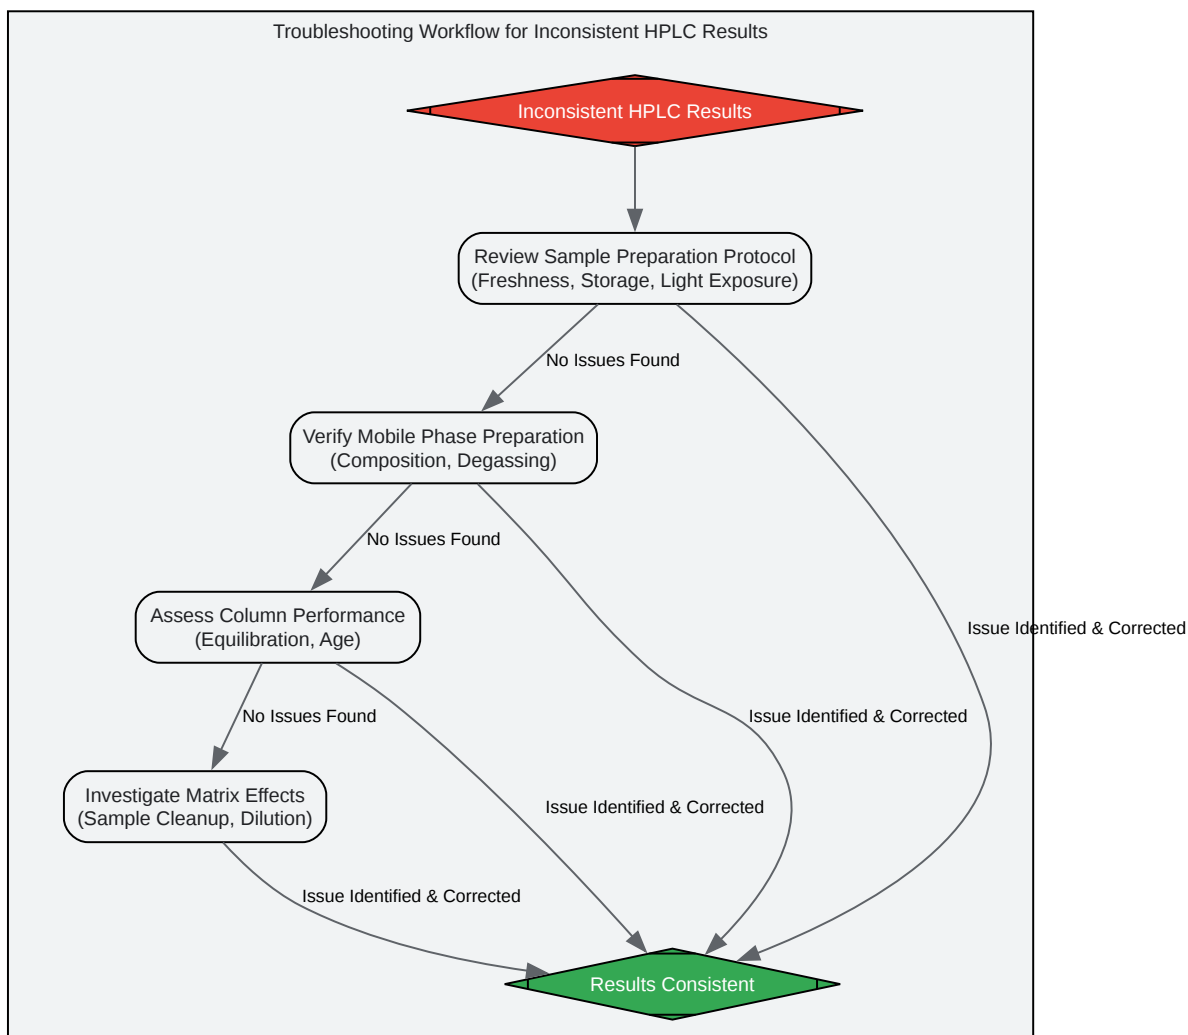 Troubleshooting Workflow for Inconsistent HPLC Results
Inconsistent HPLC Results
Review Sample Preparation Protocol
(Freshness, Storage, Light Exposure)
No Issues Found
Verify Mobile Phase Preparation
(Composition, Degassing)
No Issues Found
Assess Column Performance
(Equilibration, Age)
Issue Identified & Corrected
No Issues Found
Issue Identified & Corrected
Investigate Matrix Effects
(Sample Cleanup, Dilution)
Issue Identified & Corrected
Issue Identified & Corrected
Results Consistent